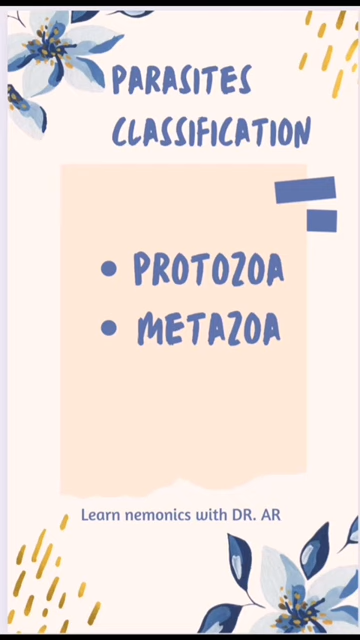 PARASITES
CLASSIFICATION
• PROTOZOA
• METAZOA
Learn nemonics with DR. AR